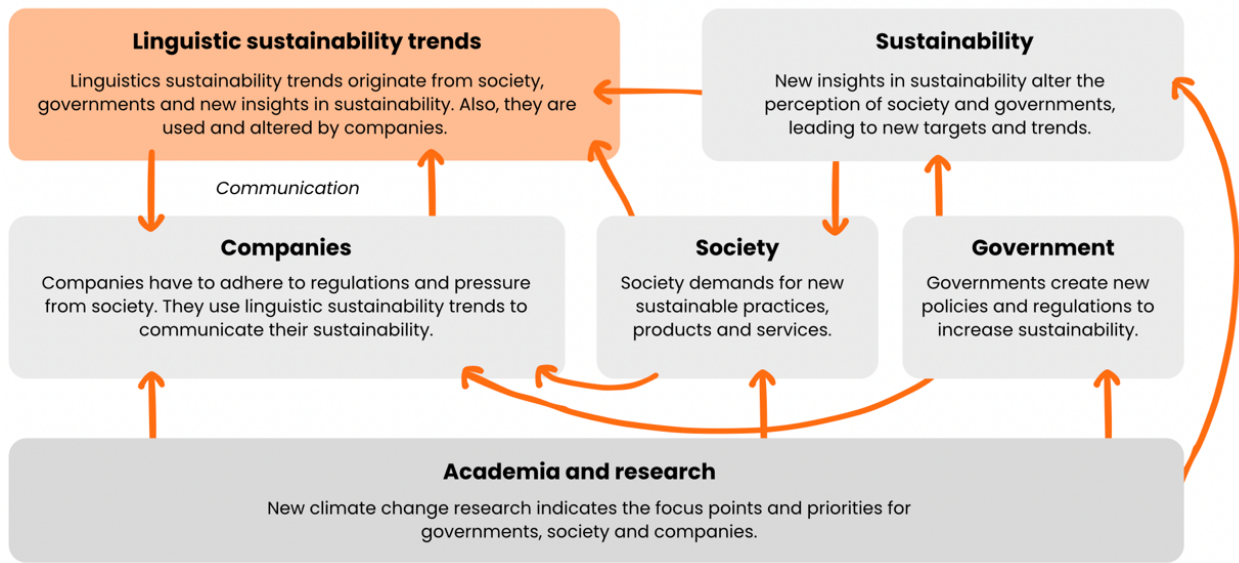 Linguistic sustainability trends
Linguistics sustainability trends originate from society,
governments and new insights in sustainability. Also, they are
used and altered by companies.
Sustainability
New insights in sustainability alter the
perception of society and governments,
leading to new targets and trends.
Communication
Companies
Companies have to adhere to regulations and pressure
from society. They use linguistic sustainability trends to
communicate their sustainability.
Society
Society demands for new
sustainable practices,
products and services.
Government
Governments create new
policies and regulations to
increase sustainability.
Academia and research
New climate change research indicates the focus points and priorities for
governments, society and companies.